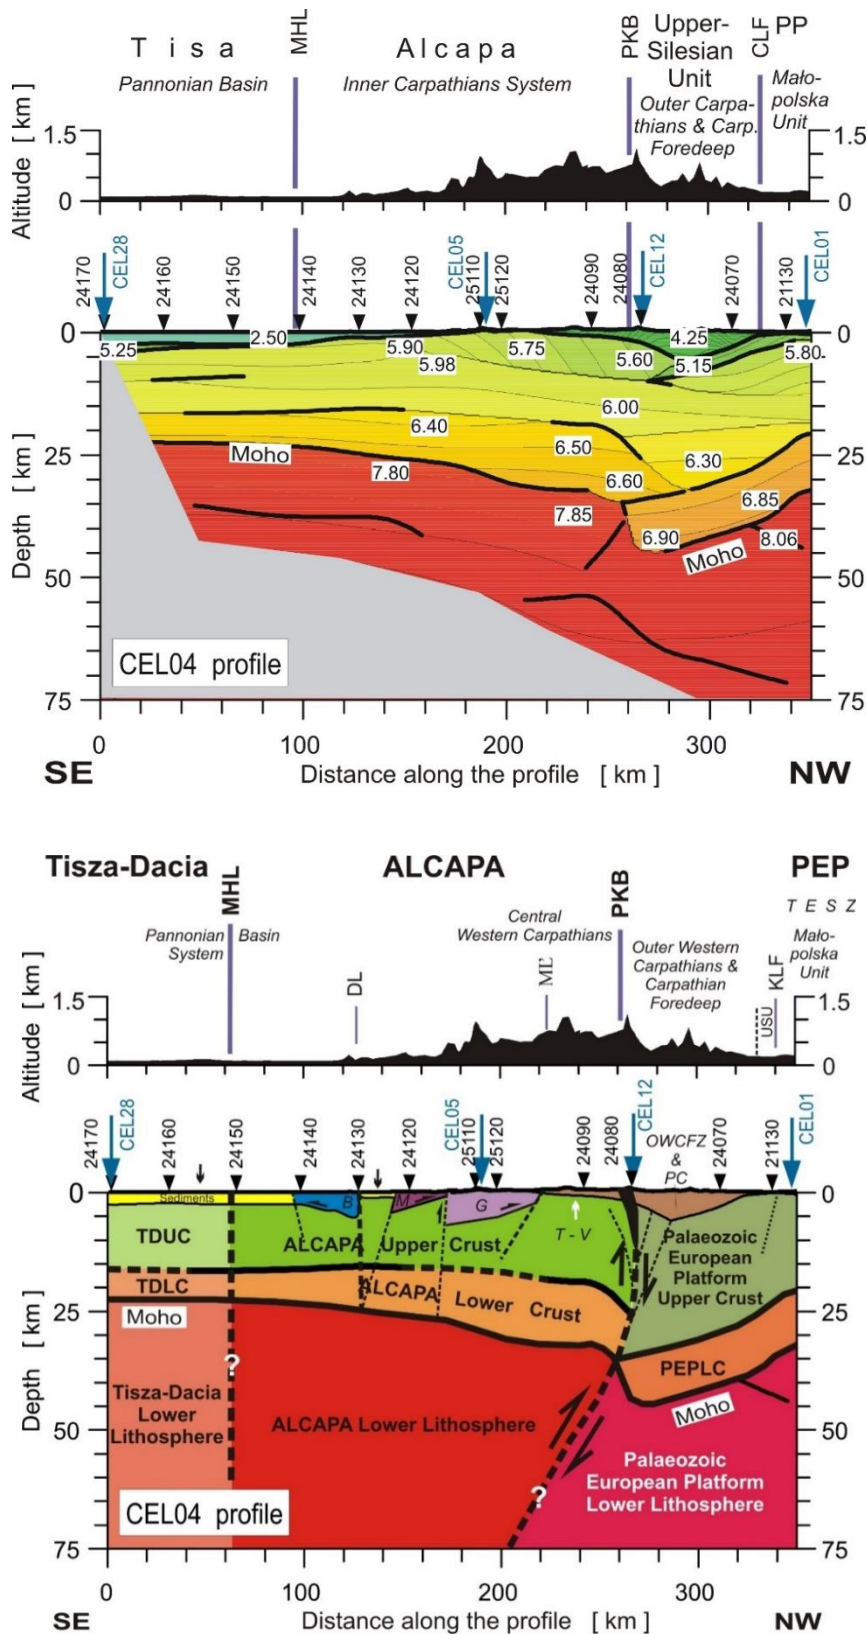 T i s a
MHL
A l c a p a
PKB
Upper-
Silesian
Unit
CLF
PP
Pannonian Basin
Inner Carpathians System
Outer Carpa-
thians & Carp.
Foredeep
Mało-
polska
Unit
Altitude [ km ]
1.5
0
1.5
0
24170
CEL28
24160
24150
24140
24130
24120
CEL05
25110
25120
24090
24080
CEL12
24070
21130
CEL01
0
25
50
75
Depth [ km ]
0
25
50
75
5.25
2.50
5.90
5.98
5.75
5.60
4.25
5.15
5.80
6.00
6.40
6.50
6.30
Moho
7.80
6.60
6.85
7.85
6.90
8.06
Moho
CEL04 profile
0
100
200
300
SE
Distance along the profile [ km ]
NW
Tisza-Dacia
ALCAPA
PEP
MHL
PKB
T E S Z
Pannonian Basin
System
Central
Western Carpathians
Outer Western
Carpathians &
Carpathian
Foredeep
Mało-
polska
Unit
DL
ML
USU
KLF
Altitude [ km ]
1.5
0
1.5
0
24170
CEL28
24160
24150
24140
24130
24120
CEL05
25110
25120
24090
24080
CEL12
OWCFZ
&
PC
24070
21130
CEL01
0
25
50
75
Depth [ km ]
0
25
50
75
Sediments
B
M
G
T - V
TDUC
ALCAPA Upper Crust
Palaeozoic
European
Platform
Upper Crust
TDLC
ALCAPA Lower Crust
Moho
PEPLC
Moho
?
Tisza-Dacia
Lower
Lithosphere
ALCAPA Lower Lithosphere
Palaeozoic
European Platform
Lower Lithosphere
?
CEL04 profile
0
100
200
300
SE
Distance along the profile [ km ]
NW